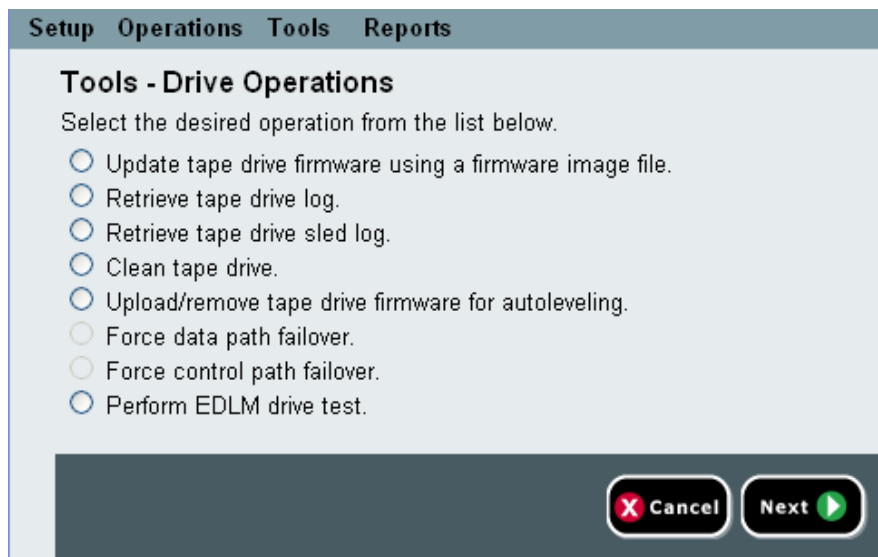 Setup Operations Tools Reports
Tools - Drive Operations
Select the desired operation from the list below.
Update tape drive firmware using a firmware image file.
Retrieve tape drive log.
Retrieve tape drive sled log.
Clean tape drive.
Upload/remove tape drive firmware for autoleveling.
Force data path failover.
Force control path failover.
Perform EDLM drive test.
Cancel Next